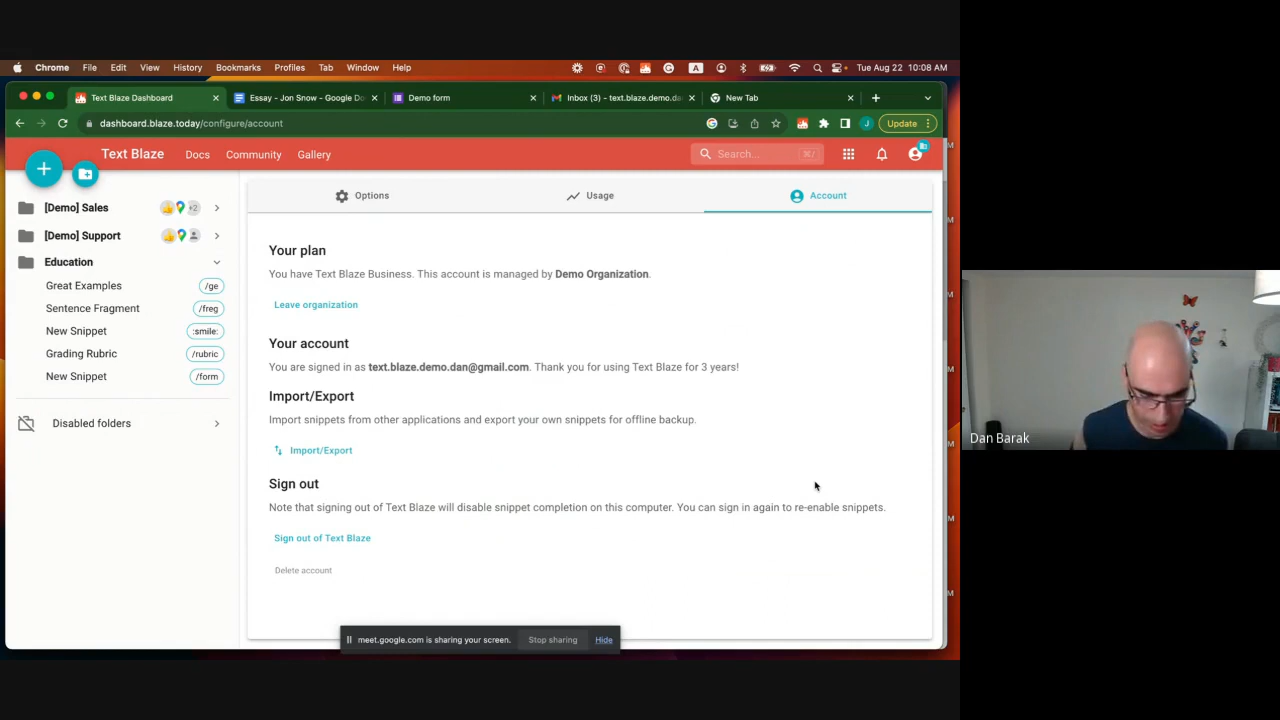 Chrome File Edit View History Bookmarks Profiles Tab Window Help A Tue Aug 22 10:08 AM
Text Blaze Dashboard Essay - Jon Snow - Google Do Demo form Inbox (3) - text.blaze.demo.da New Tab
dashboard.blaze.today/configure/account J Update
Text Blaze Docs Community Gallery Search... ⌘/
[Demo] Sales +2
[Demo] Support
Education
Great Examples /ge
Sentence Fragment /freg
New Snippet :smile:
Grading Rubric /rubric
New Snippet /form
Disabled folders
Options Usage Account
Your plan
You have Text Blaze Business. This account is managed by Demo Organization.
Leave organization
Your account
You are signed in as text.blaze.demo.dan@gmail.com. Thank you for using Text Blaze for 3 years!
Import/Export
Import snippets from other applications and export your own snippets for offline backup.
Import/Export
Sign out
Note that signing out of Text Blaze will disable snippet completion on this computer. You can sign in again to re-enable snippets.
Sign out of Text Blaze
Delete account
meet.google.com is sharing your screen. Stop sharing Hide
Dan Barak